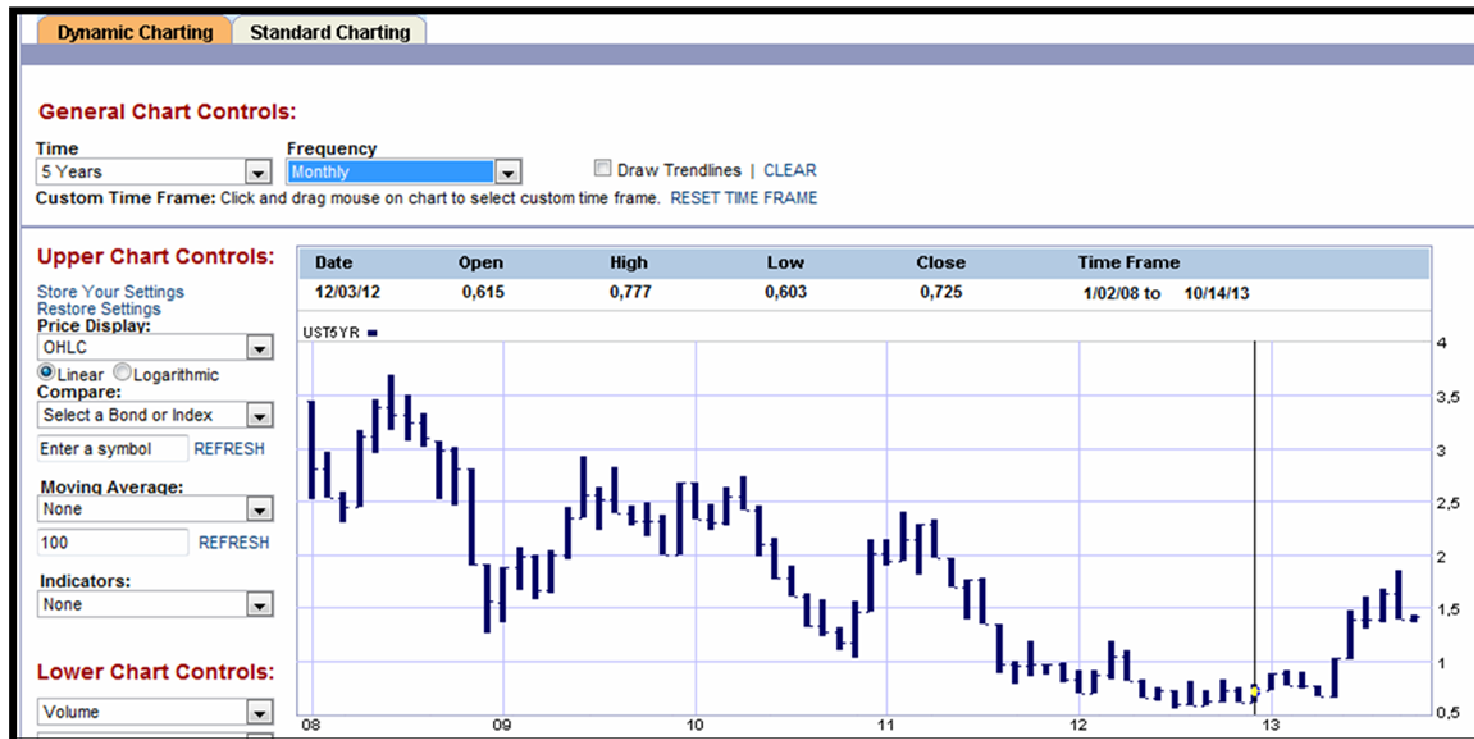 Dynamic Charting Standard Charting
General Chart Controls:
Time Frequency
5 Years Monthly Draw Trendlines | CLEAR
Custom Time Frame: Click and drag mouse on chart to select custom time frame. RESET TIME FRAME
Upper Chart Controls:
Store Your Settings
Restore Settings
Price Display:
OHLC
Linear Logarithmic
Compare:
Select a Bond or Index
Enter a symbol REFRESH
Moving Average:
None
100 REFRESH
Indicators:
None
Lower Chart Controls:
Volume
Date Open High Low Close Time Frame
12/03/12 0,615 0,777 0,603 0,725 1/02/08 to 10/14/13
UST5YR
4
3,5
3
2,5
2
1,5
1
0,5
08 09 10 11 12 13